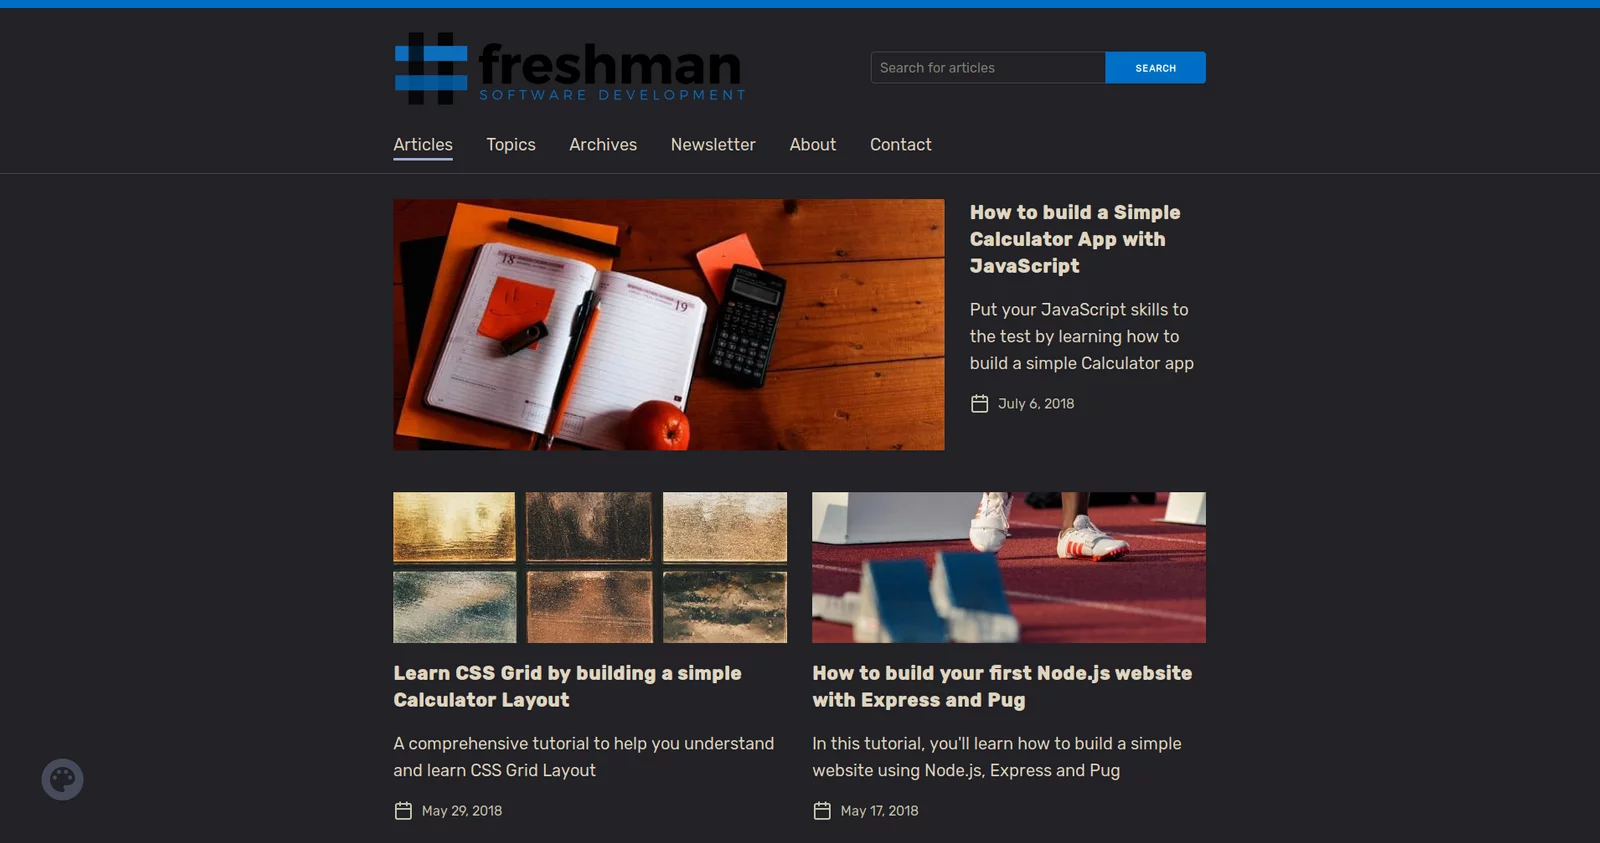 freshman
SOFTWARE DEVELOPMENT
Search for articles
SEARCH
Articles
Topics
Archives
Newsletter
About
Contact
18
19
How to build a Simple
Calculator App with
JavaScript
Put your JavaScript skills to
the test by learning how to
build a simple Calculator app
July 6, 2018
Learn CSS Grid by building a simple
Calculator Layout
A comprehensive tutorial to help you understand
and learn CSS Grid Layout
May 29, 2018
How to build your first Node.js website
with Express and Pug
In this tutorial, you'll learn how to build a simple
website using Node.js, Express and Pug
May 17, 2018